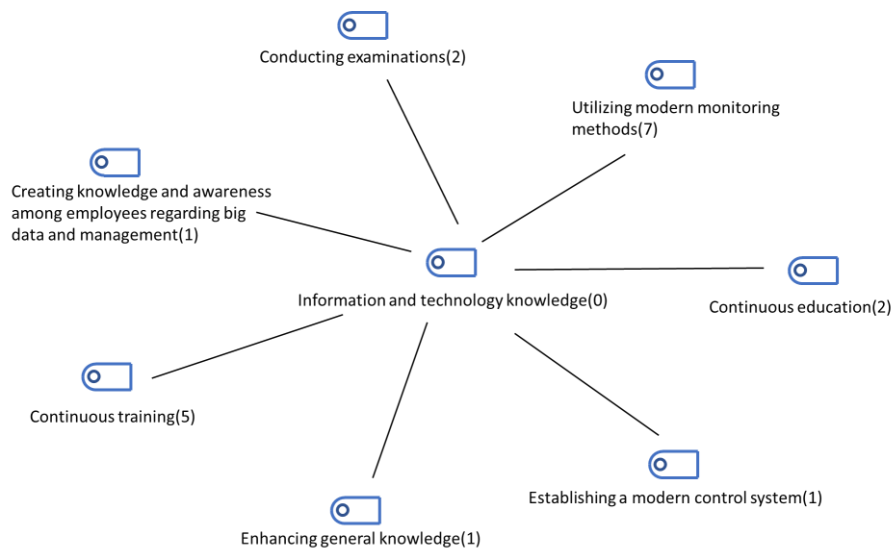 Conducting examinations(2)
Utilizing modern monitoring
methods(7)
Creating knowledge and awareness
among employees regarding big
data and management(1)
Information and technology knowledge(0)
Continuous education(2)
Continuous training(5)
Establishing a modern control system(1)
Enhancing general knowledge(1)